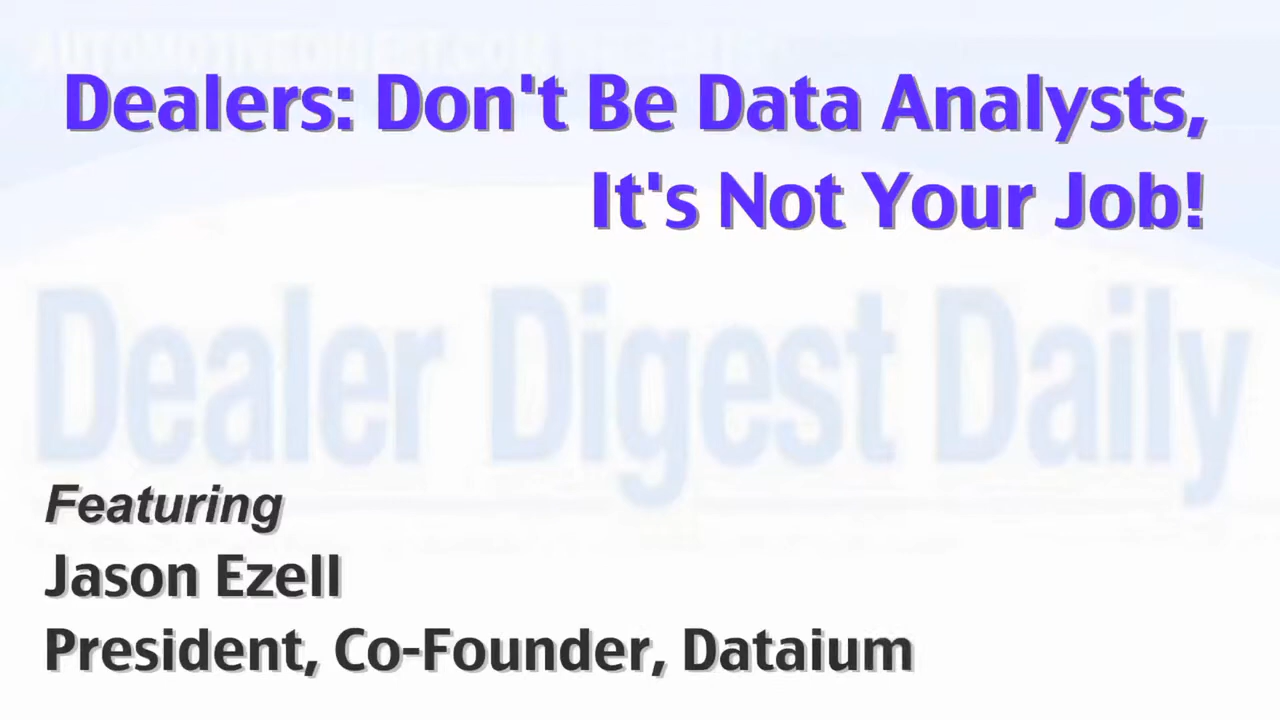 Dealers: Don't Be Data Analysts,
It's Not Your Job!
Dealer Digest Daily
Featuring
Jason Ezell
President, Co-Founder, Dataium